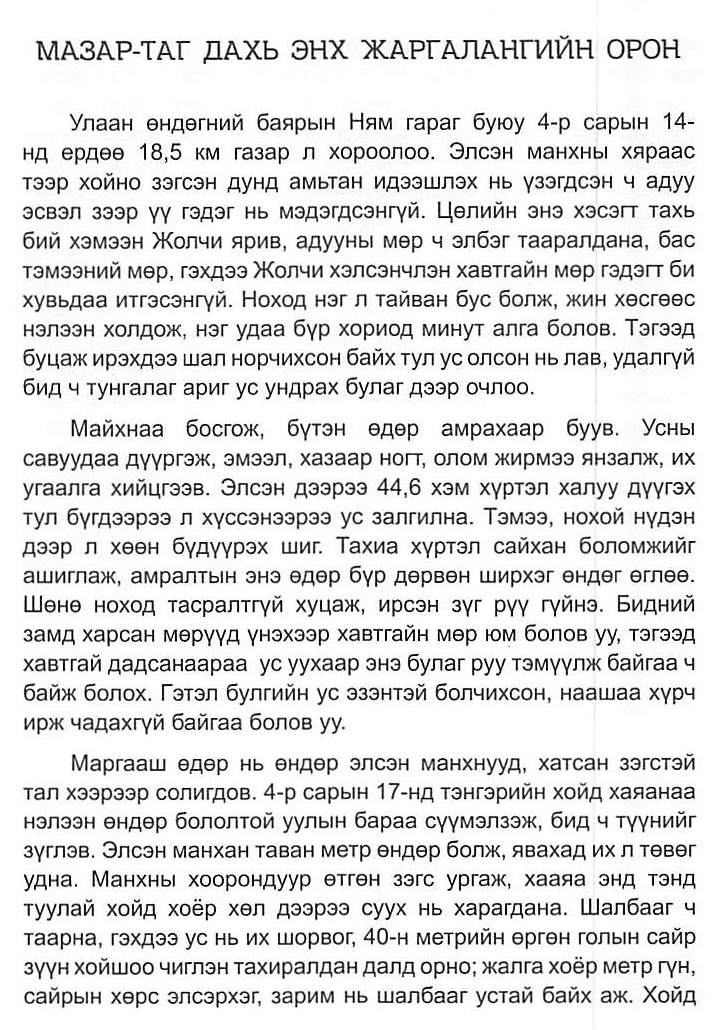 МАЗАР-ТАГ ДАХЬ ЭНХ ЖАРГАЛАНГИЙН ОРОН
Улаан өндөгний баярын Ням гараг буюу 4-р сарын 14-
нд ердөө 18,5 км газар л хороолоо. Элсэн манхны хяраас
тээр хойно зэгсэн дунд амьтан идээшлэх нь үзэгдсэн ч адуу
эсвэл зээр үү гэдэг нь мэдэгдсэнгүй. Цөлийн энэ хэсэгт тахь
бий хэмээн Жолчи ярив, адууны мөр ч элбэг тааралдана, бас
тэмээний мөр, гэхдээ Жолчи хэлсэнчлэн хавтгайн мөр гэдэгт би
хувьдаа итгэсэнгүй. Ноход нэг л тайван бус болж, жин хөсгөөс
нэлээн холдож, нэг удаа бүр хориод минут алга болов. Тэгээд
буцаж ирэхдээ шал норчихсон байх тул ус олсон нь лав, удалгүй
бид ч тунгалаг ариг ус ундрах булаг дээр очлоо.
Майхнаа босгож, бүтэн өдөр амрахаар буув. Усны
савуудаа дүүргэж, эмээл, хазаар ногт, олом жирмээ янзалж, их
угаалга хийцгээв. Элсэн дээрээ 44,6 хэм хүртэл халуу дүүгэх
тул бүгдээрээ л хүссэнээрээ ус залгилна. Тэмээ, нохой нүдэн
дээр л хөөн бүдүүрэх шиг. Тахиа хүртэл сайхан боломжийг
ашиглаж, амралтын энэ өдөр бүр дөрвөн ширхэг өндөг өглөө.
Шөнө ноход тасралтгүй хуцаж, ирсэн зүг рүү гүйнэ. Бидний
замд харсан мөрүүд үнэхээр хавтгайн мөр юм болов уу, тэгээд
хавтгай дадсанаараа ус уухаар энэ булаг руу тэмүүлж байгаа ч
байж болох. Гэтэл булгийн ус эзэнтэй болчихсон, наашаа хүрч
ирж чадахгүй байгаа болов уу.
Маргааш өдөр нь өндөр элсэн манхнууд, хатсан зэгстэй
тал хээрээр солигдов. 4-р сарын 17-нд тэнгэрийн хойд хаяанаа
нэлээн өндөр бололтой уулын бараа сүүмэлзэж, бид ч түүнийг
зүглэв. Элсэн манхан таван метр өндөр болж, явахад их л төвөг
удна. Манхны хоорондуур өтгөн зэгс ургаж, хааяа энд тэнд
туулай хойд хоёр хөл дээрээ суух нь харагдана. Шалбааг ч
таарна, гэхдээ ус нь их шорвог, 40-н метрийн өргөн голын сайр
зүүн хойшоо чиглэн тахиралдан далд орно; жалга хоёр метр гүн,
сайрын хөрс элсэрхэг, зарим нь шалбааг устай байх аж. Хойд